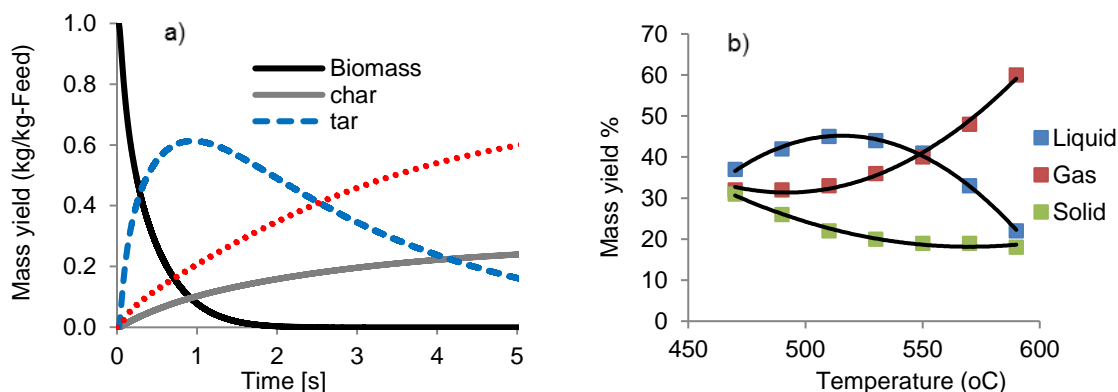 a)
Mass yield (kg/kg-Feed)
1.0
0.8
0.6
0.4
0.2
0.0
Biomass
char
tar
0 1 2 3 4 5
Time [s]
b)
Mass yield %
70
60
50
40
30
20
10
0
Liquid
Gas
Solid
450 500 550 600
Temperature (oC)